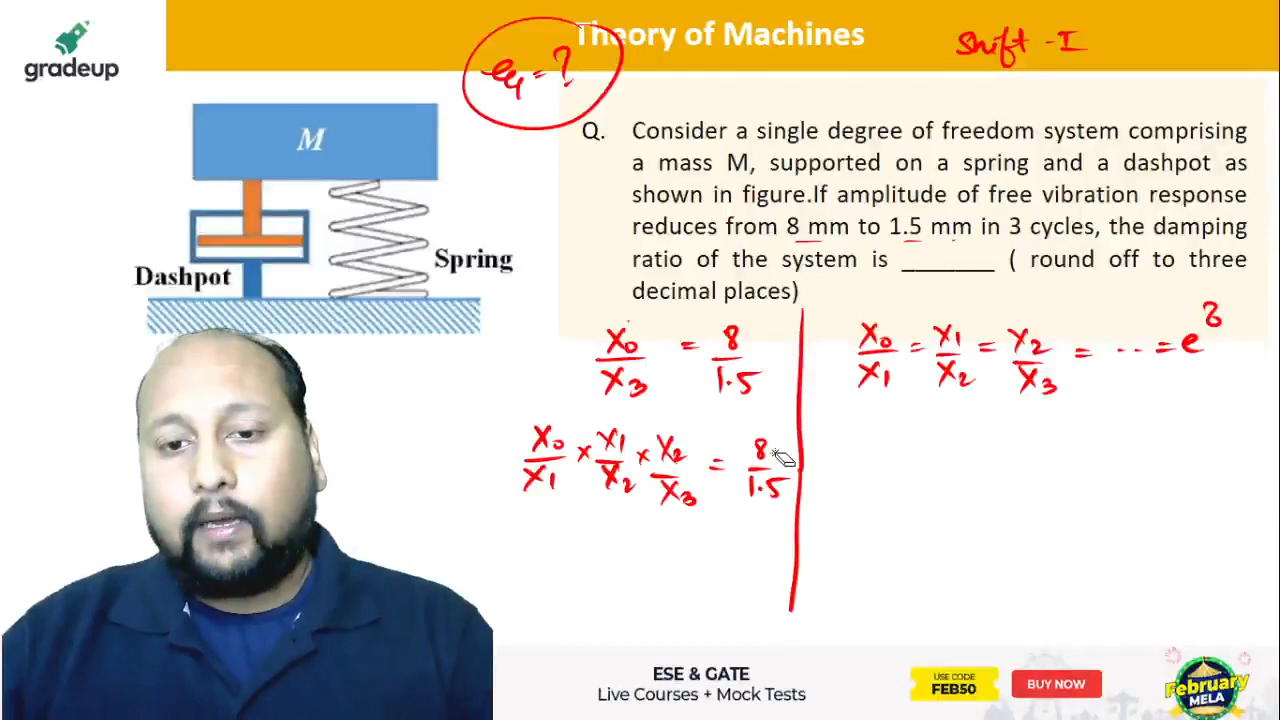 gradeup
Theory of Machines
Shift - I
= ?
M
Dashpot
Spring
Q. Consider a single degree of freedom system comprising
a mass M, supported on a spring and a dashpot as
shown in figure.If amplitude of free vibration response
reduces from 8 mm to 1.5 mm in 3 cycles, the damping
ratio of the system is _______ ( round off to three
decimal places)
X₀/X₃ = 8/1.5
X₀/X₁ × X₁/X₂ × X₂/X₃ = 8/1.5
X₀/X₁ = X₁/X₂ = X₂/X₃ = ... = e^δ
ESE & GATE
Live Courses + Mock Tests
USE CODE
FEB50
BUY NOW
February
MELA